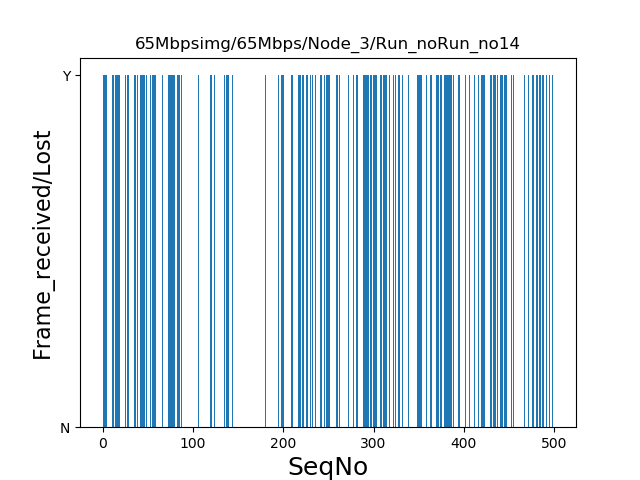 65Mbpsimg/65Mbps/Node_3/Run_noRun_no14
Y
Frame_received/Lost
N
0 100 200 300 400 500
SeqNo